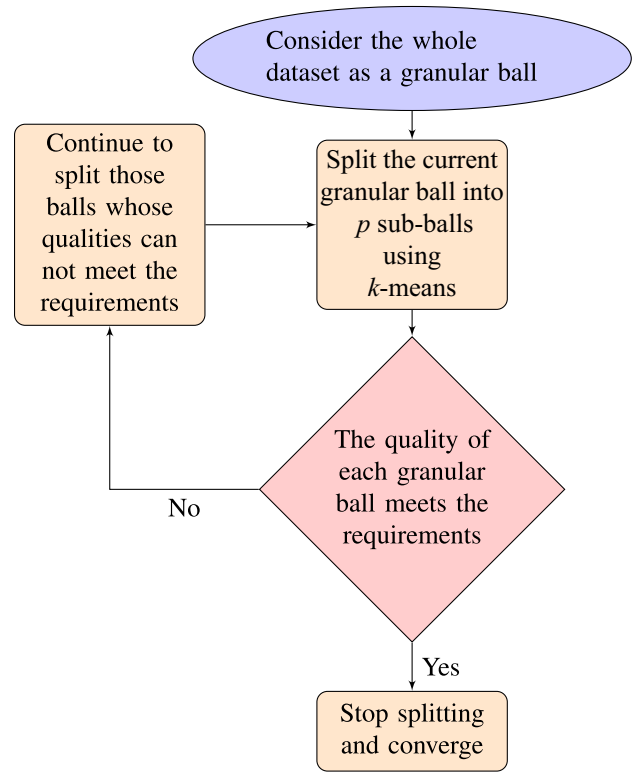 Consider the whole
dataset as a granular ball
Continue to
split those
balls whose
qualities can
not meet the
requirements
Split the current
granular ball into
p sub-balls
using
k-means
The quality of
each granular
ball meets the
requirements
No
Yes
Stop splitting
and converge